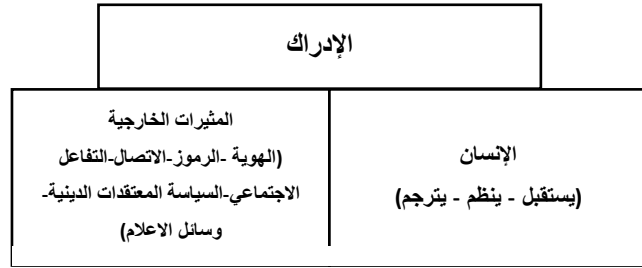 الإدراك
الإنسان
(يستقبل - ينظم - يترجم)
المثيرات الخارجية
(الهوية -الرموز-الاتصال-التفاعل
الاجتماعي-السياسة المعتقدات الدينية-
وسائل الاعلام)